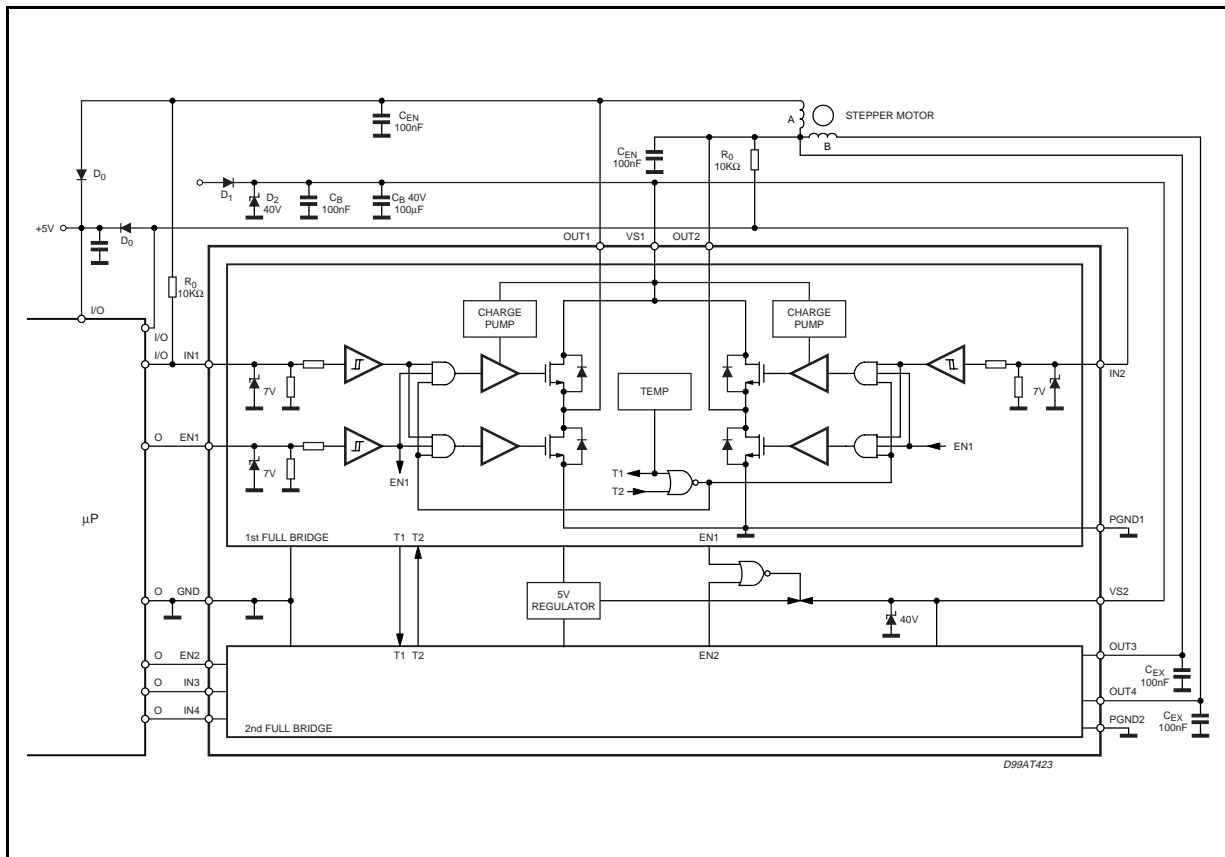 STEPPER MOTOR
A
B
CEN
100nF
CEN
100nF
R0
10KΩ
D0
D1
D2
40V
CB
100nF
CB 40V
100µF
+5V
D0
OUT1
VS1
OUT2
R0
10KΩ
I/O
CHARGE
PUMP
CHARGE
PUMP
I/O
I/O
IN1
IN2
7V
7V
TEMP
O
EN1
EN1
7V
EN1
T1
T2
µP
PGND1
1st FULL BRIDGE
T1
T2
EN1
O
GND
5V
REGULATOR
VS2
40V
T1
T2
EN2
OUT3
O
EN2
CEX
100nF
O
IN3
OUT4
O
IN4
CEX
100nF
PGND2
2nd FULL BRIDGE
D99AT423